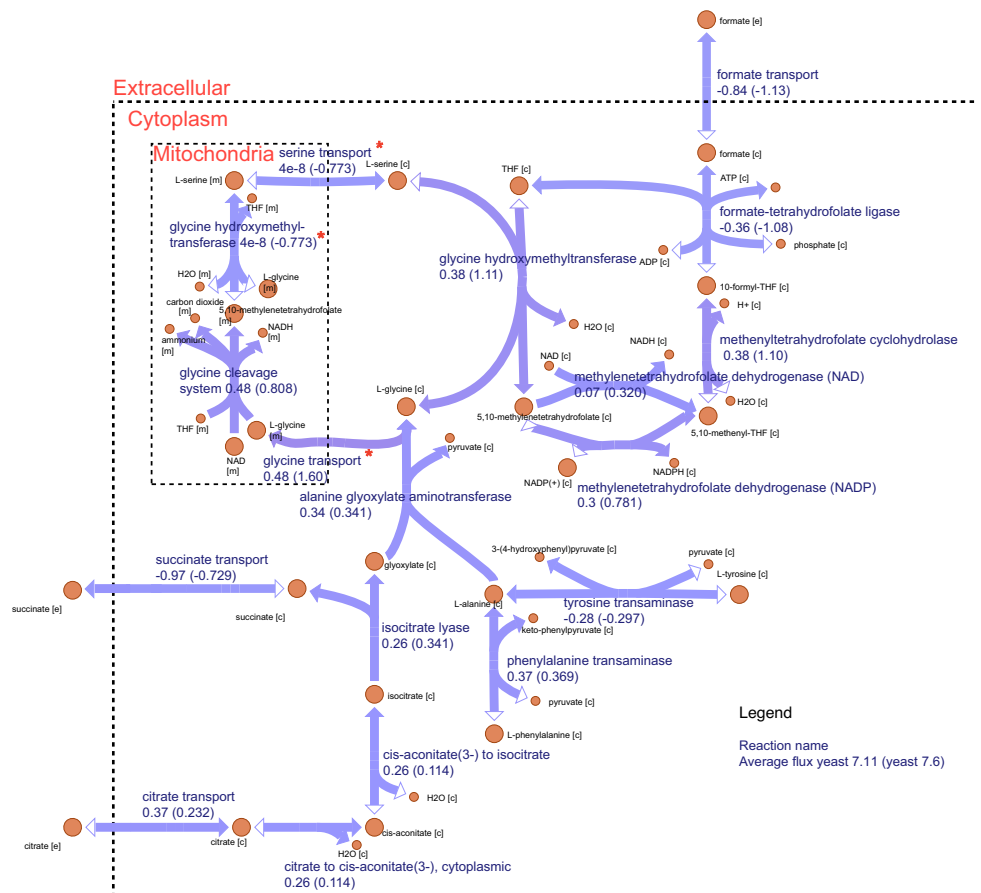 formate [e]
formate transport
-0.84 (-1.13)
Extracellular
Cytoplasm
Mitochondria
serine transport *
4e-8 (-0.773)
L-serine [c]
L-serine [m]
THF [m]
glycine hydroxymethyl-
transferase 4e-8 (-0.773) *
H2O [m]
L-glycine
[m]
carbon dioxide
[m]
5,10-methylenetetrahydrofolate
[m]
ammonium
[m]
NADH
[m]
glycine cleavage
system 0.48 (0.808)
THF [m]
L-glycine
[m]
NAD
[m]
glycine transport *
0.48 (1.60)
THF [c]
formate [c]
ATP [c]
formate-tetrahydrofolate ligase
-0.36 (-1.08)
phosphate [c]
ADP [c]
glycine hydroxymethyltransferase
0.38 (1.11)
10-formyl-THF [c]
H+ [c]
H2O [c]
menyltetrahydrofolate cyclohydrolase
0.38 (1.10)
NADH [c]
NAD [c]
methylenetetrahydrofolate dehydrogenase (NAD)
0.07 (0.320)
L-glycine [c]
H2O [c]
5,10-methylenetetrahydrofolate [c]
5,10-methenyl-THF [c]
pyruvate [c]
NADP(+) [c]
NADPH [c]
methylenetetrahydrofolate dehydrogenase (NADP)
0.3 (0.781)
alanine glyoxylate aminotransferase
0.34 (0.341)
glyoxylate [c]
3-(4-hydroxyphenyl)pyruvate [c]
pyruvate [c]
L-tyrosine [c]
succinate transport
-0.97 (-0.729)
succinate [e]
succinate [c]
L-alanine [c]
tyrosine transaminase
-0.28 (-0.297)
isocitrate lyase
0.26 (0.341)
keto-phenylpyruvate [c]
phenylalanine transaminase
0.37 (0.369)
isocitrate [c]
pyruvate [c]
L-phenylalanine [c]
Legend
Reaction name
Average flux yeast 7.11 (yeast 7.6)
cis-aconitate(3-) to isocitrate
0.26 (0.114)
H2O [c]
citrate transport
0.37 (0.232)
citrate [e]
citrate [c]
cis-aconitate [c]
H2O [c]
citrate to cis-aconitate(3-), cytoplasmic
0.26 (0.114)